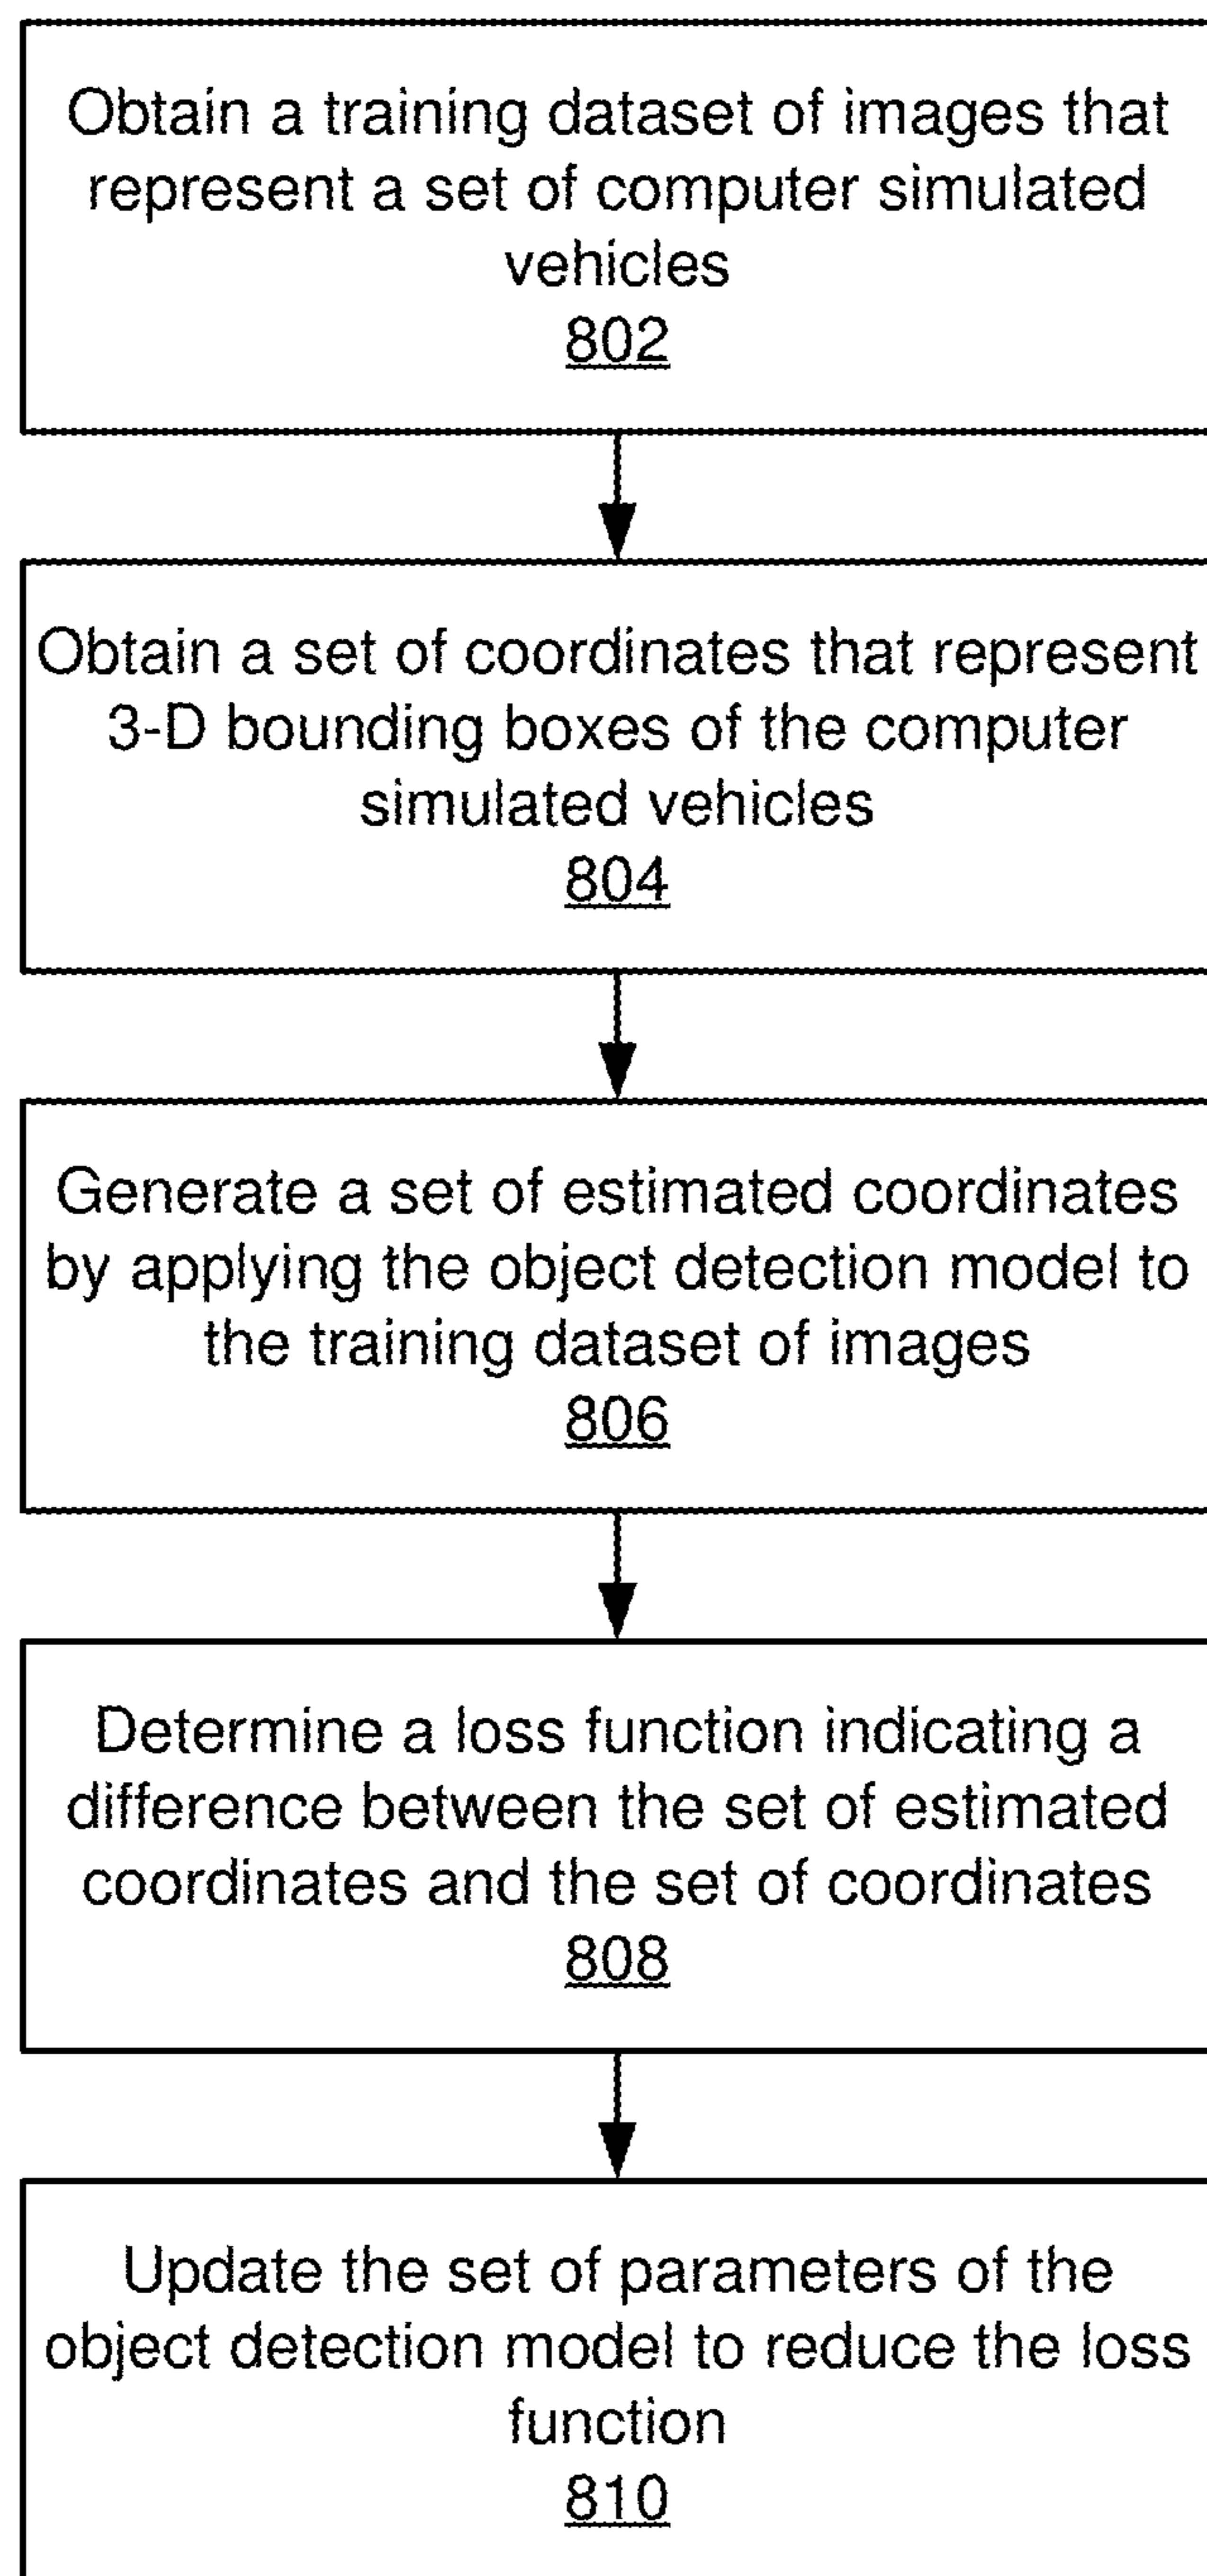 Obtain a training dataset of images that
represent a set of computer simulated
vehicles
802
Obtain a set of coordinates that represent
3-D bounding boxes of the computer
simulated vehicles
804
Generate a set of estimated coordinates
by applying the object detection model to
the training dataset of images
806
Determine a loss function indicating a
difference between the set of estimated
coordinates and the set of coordinates
808
Update the set of parameters of the
object detection model to reduce the loss
function
810